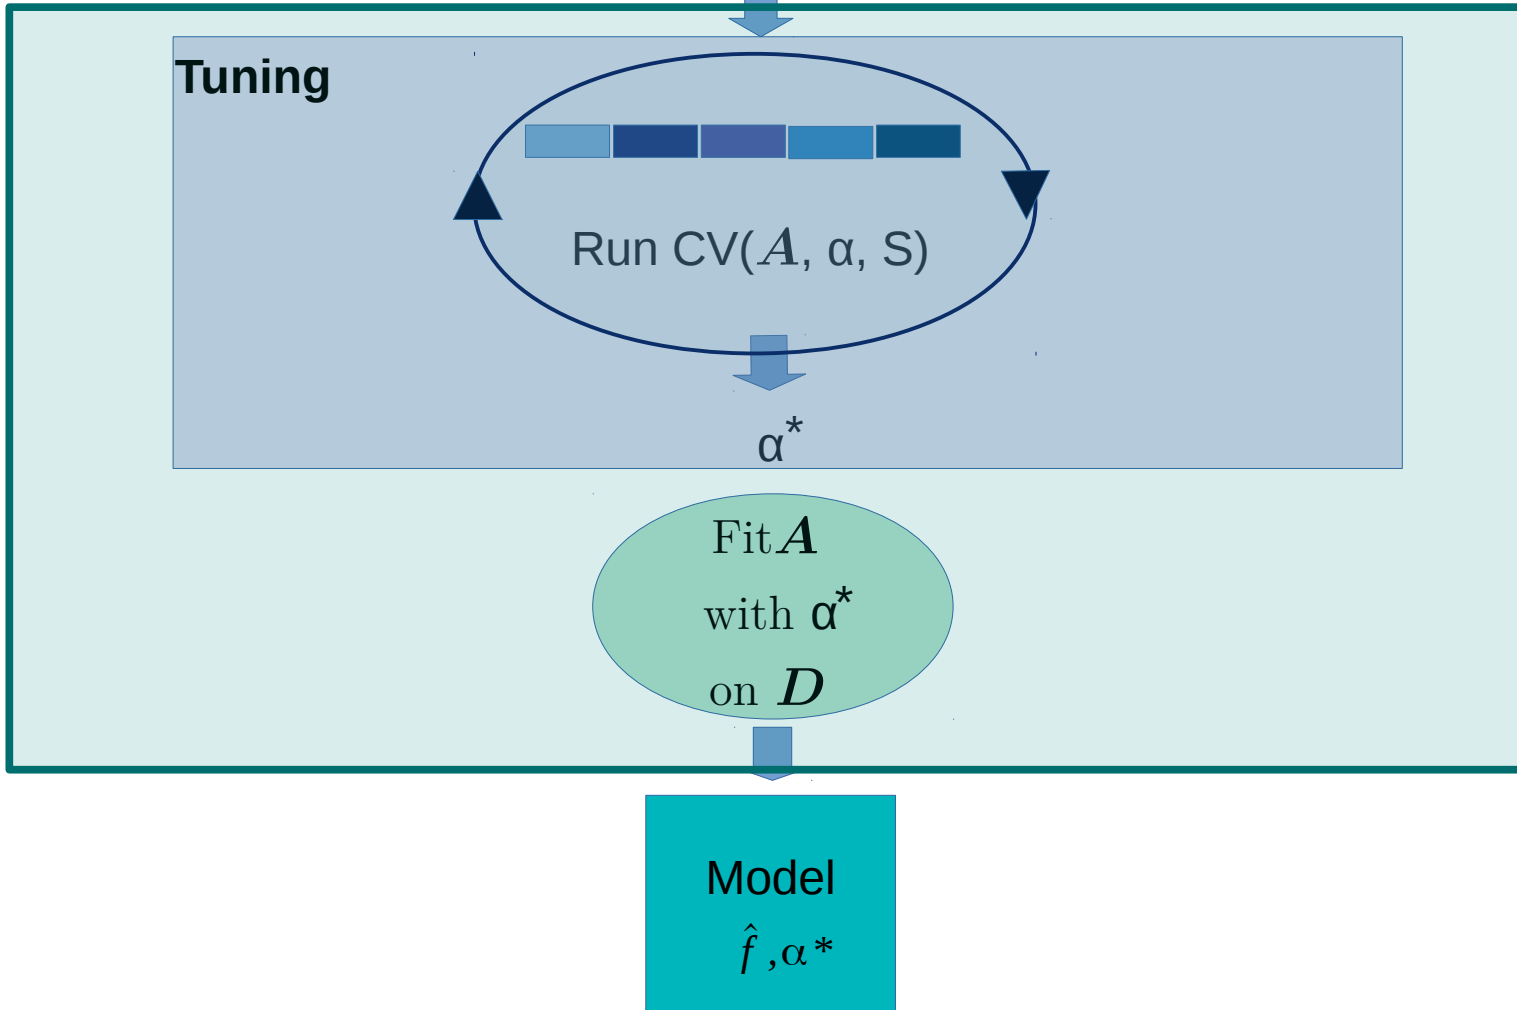 Tuning
Run CV(A, α, S)
α*
Fit A
with α*
on D
Model
f̂ ,α*